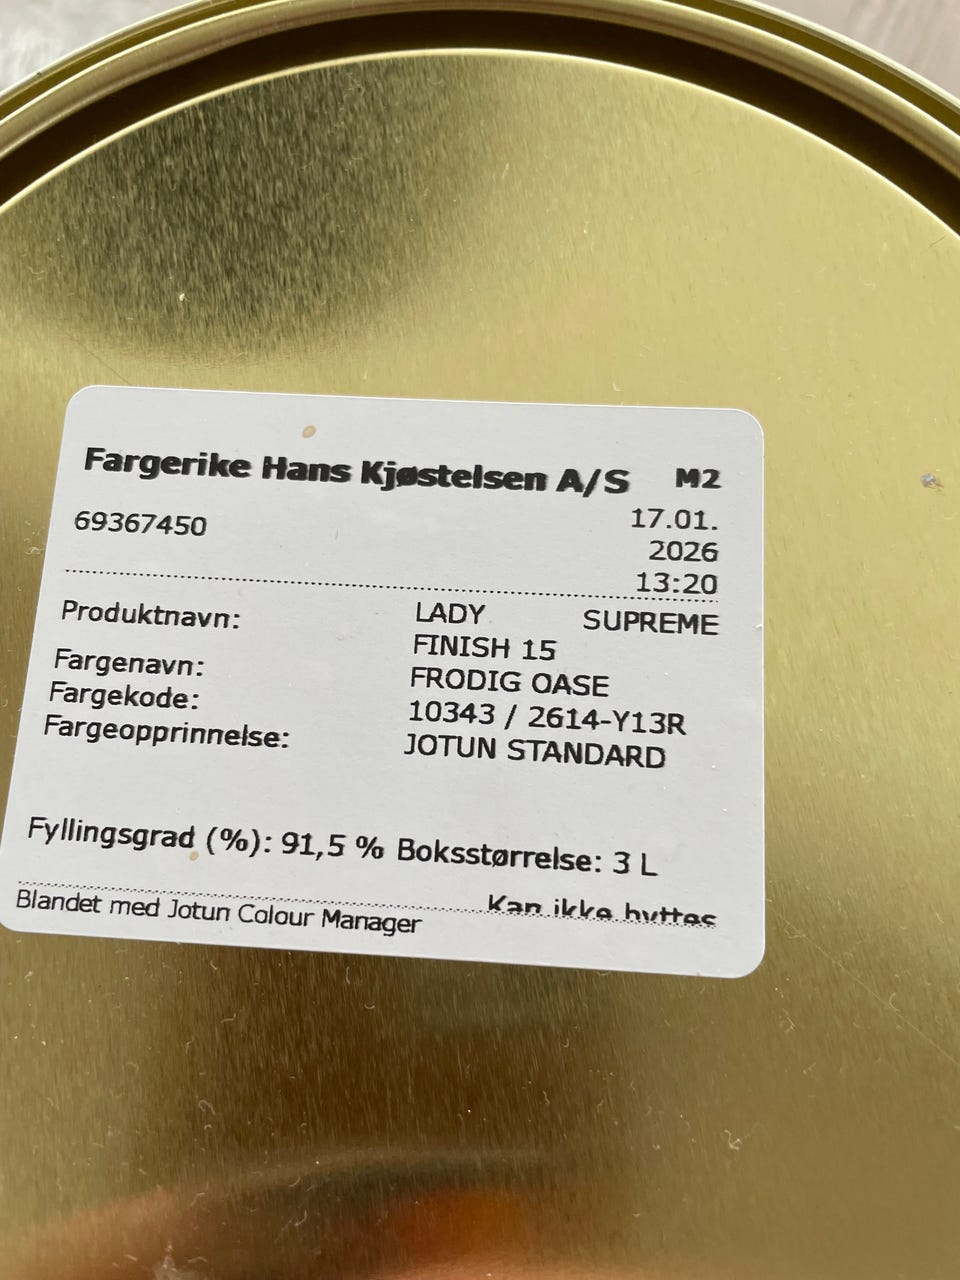 Fargerike Hans Kjøstelsen A/S M2
69367450 17.01.
2026
13:20
Produktnavn: LADY SUPREME
FINISH 15
Fargenavn: FRODIG OASE
Fargekode: 10343 / 2614-Y13R
Fargeopprinnelse: JOTUN STANDARD
Fyllingsgrad (%): 91,5 % Boksstørrelse: 3 L
Kan ikke byttes
Blandet med Jotun Colour Manager